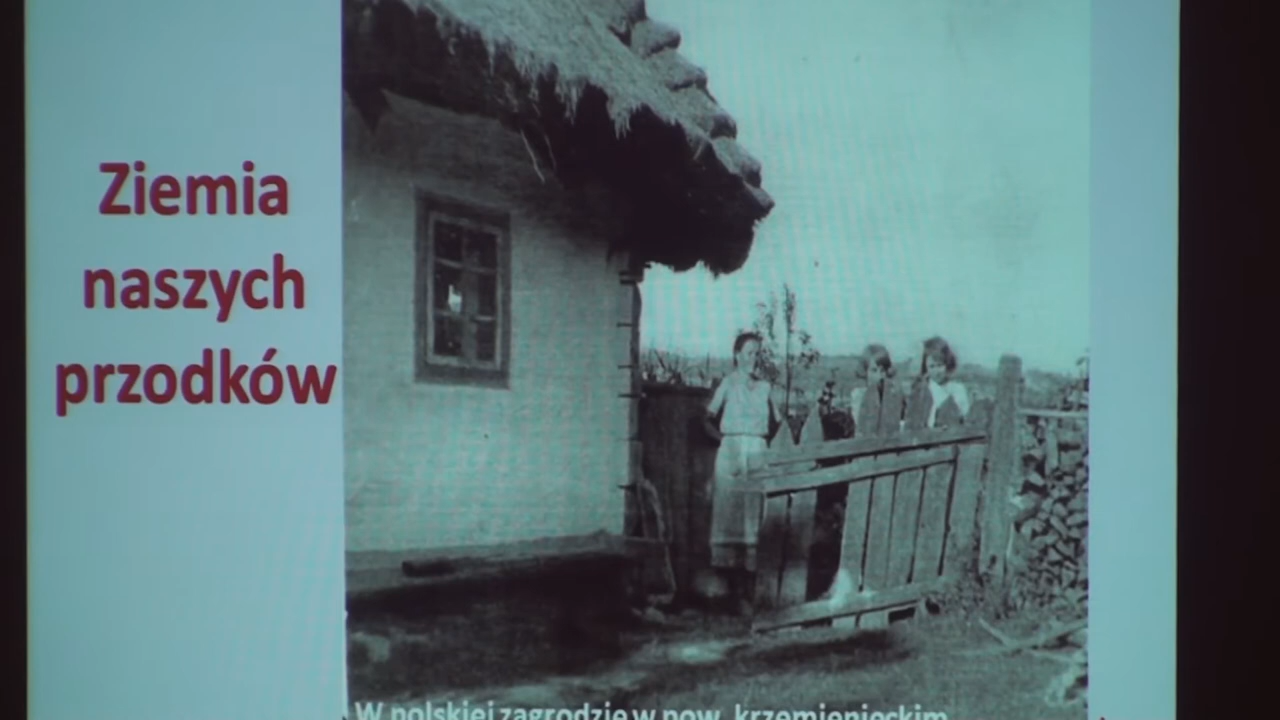 Ziemia
naszych
przodków
W polskiej zagrodzie w pow. krzemienieckim